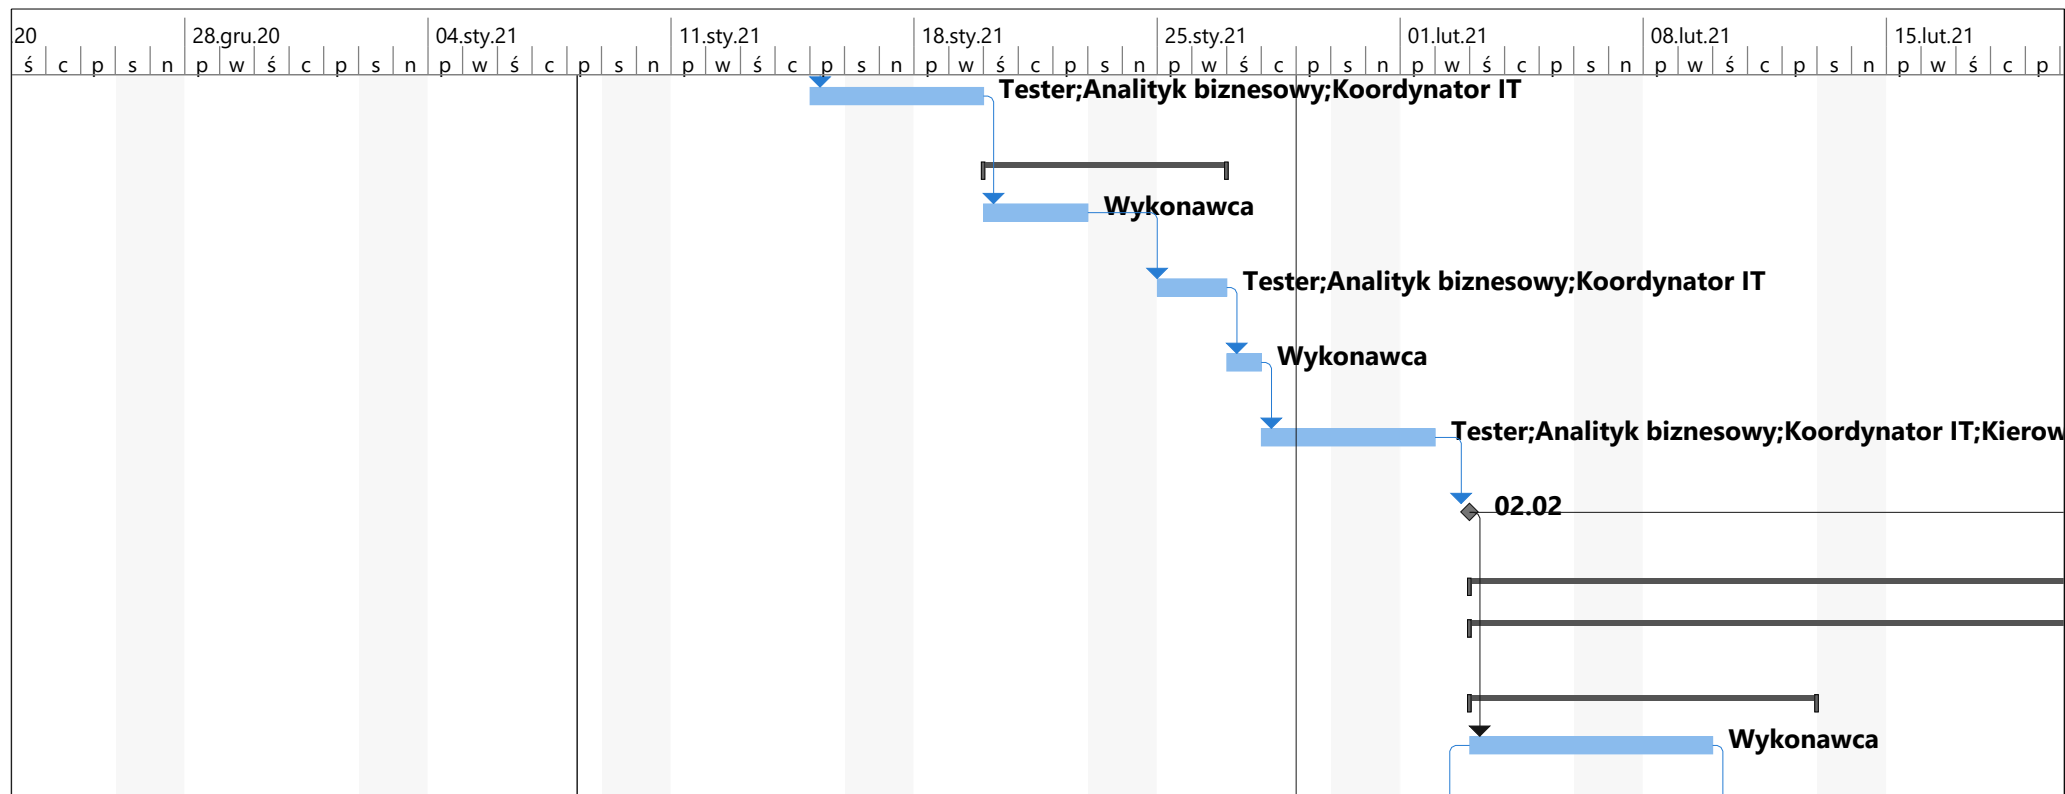 .20 28.gru.20 04.sty.21 11.sty.21 18.sty.21 25.sty.21 01.lut.21 08.lut.21 15.lut.21
ś c p s n p w ś c p s n p w ś c p s n p w ś c p s n p w ś c p s n p w ś c p s n p w ś c p s n p w ś c p s n p w ś c p
Tester;Analityk biznesowy;Koordynator IT
Wykonawca
Tester;Analityk biznesowy;Koordynator IT
Wykonawca
Tester;Analityk biznesowy;Koordynator IT;Kierow
02.02
Wykonawca